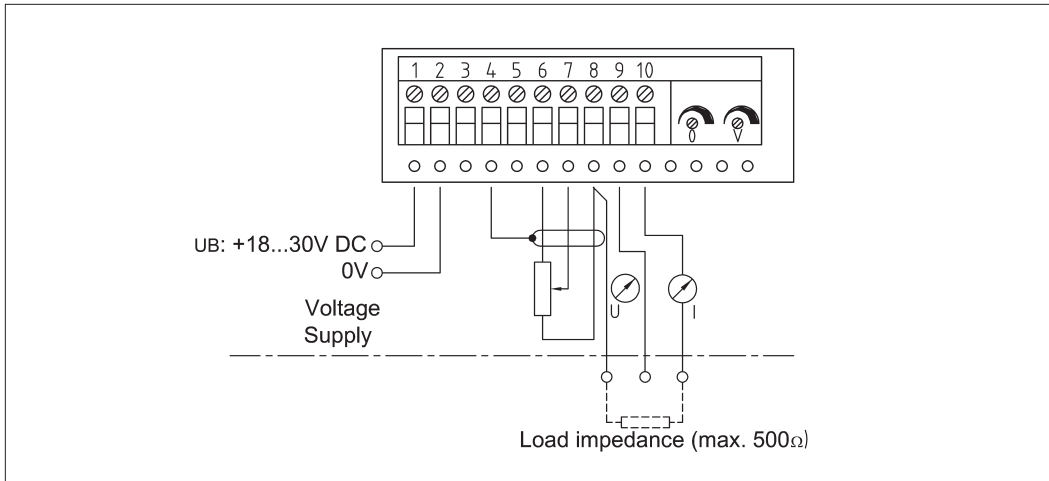 1 2 3 4 5 6 7 8 9 10
0 V
UB: +18...30V DC
0V
Voltage
Supply
U
I
Load impedance (max. 500Ω)